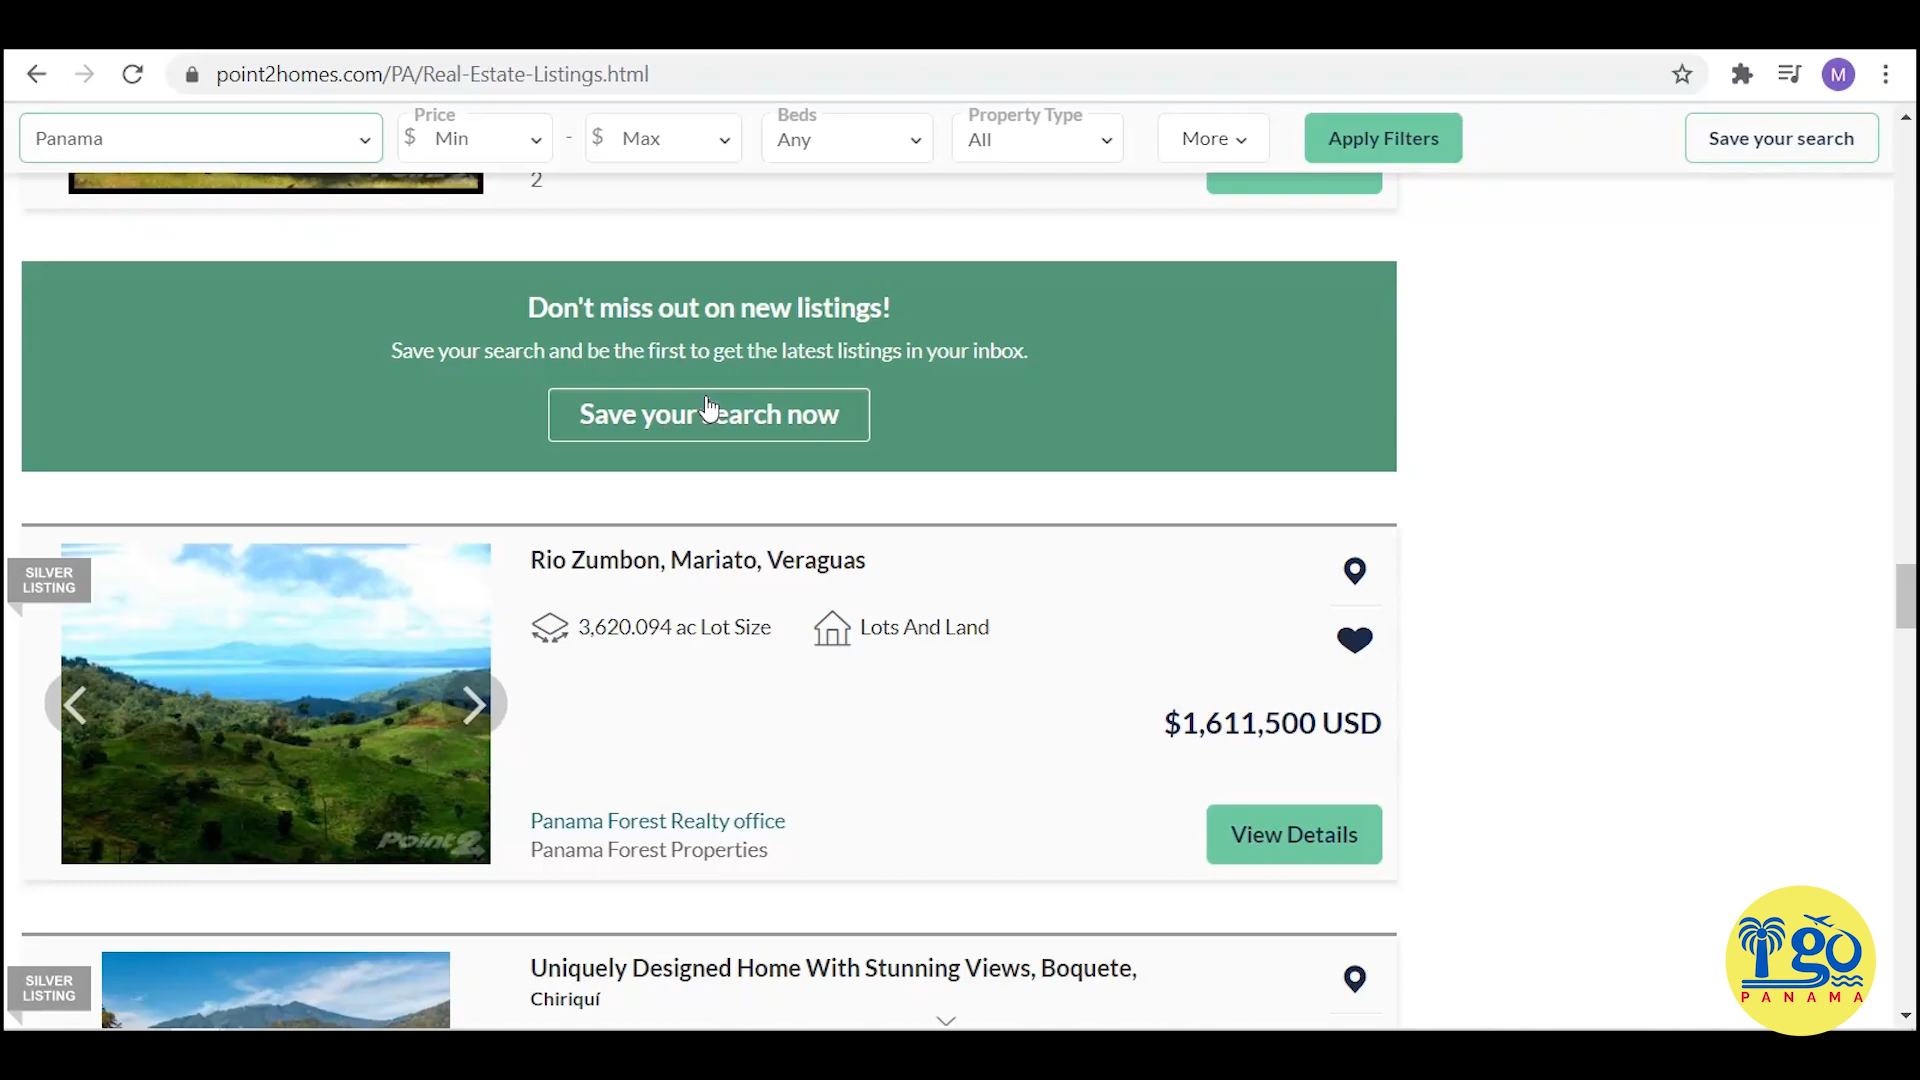 point2homes.com/PA/Real-Estate-Listings.html
M
Panama
Price
$ Min
-
$ Max
Beds
Any
Property Type
All
More
Apply Filters
Save your search
2
Don't miss out on new listings!
Save your search and be the first to get the latest listings in your inbox.
Save your search now
SILVER
LISTING
Rio Zumbon, Mariato, Veraguas
3,620.094 ac Lot Size
Lots And Land
$1,611,500 USD
Point2
Panama Forest Realty office
Panama Forest Properties
View Details
SILVER
LISTING
Uniquely Designed Home With Stunning Views, Boquete,
Chiriquí
go
PANAMA